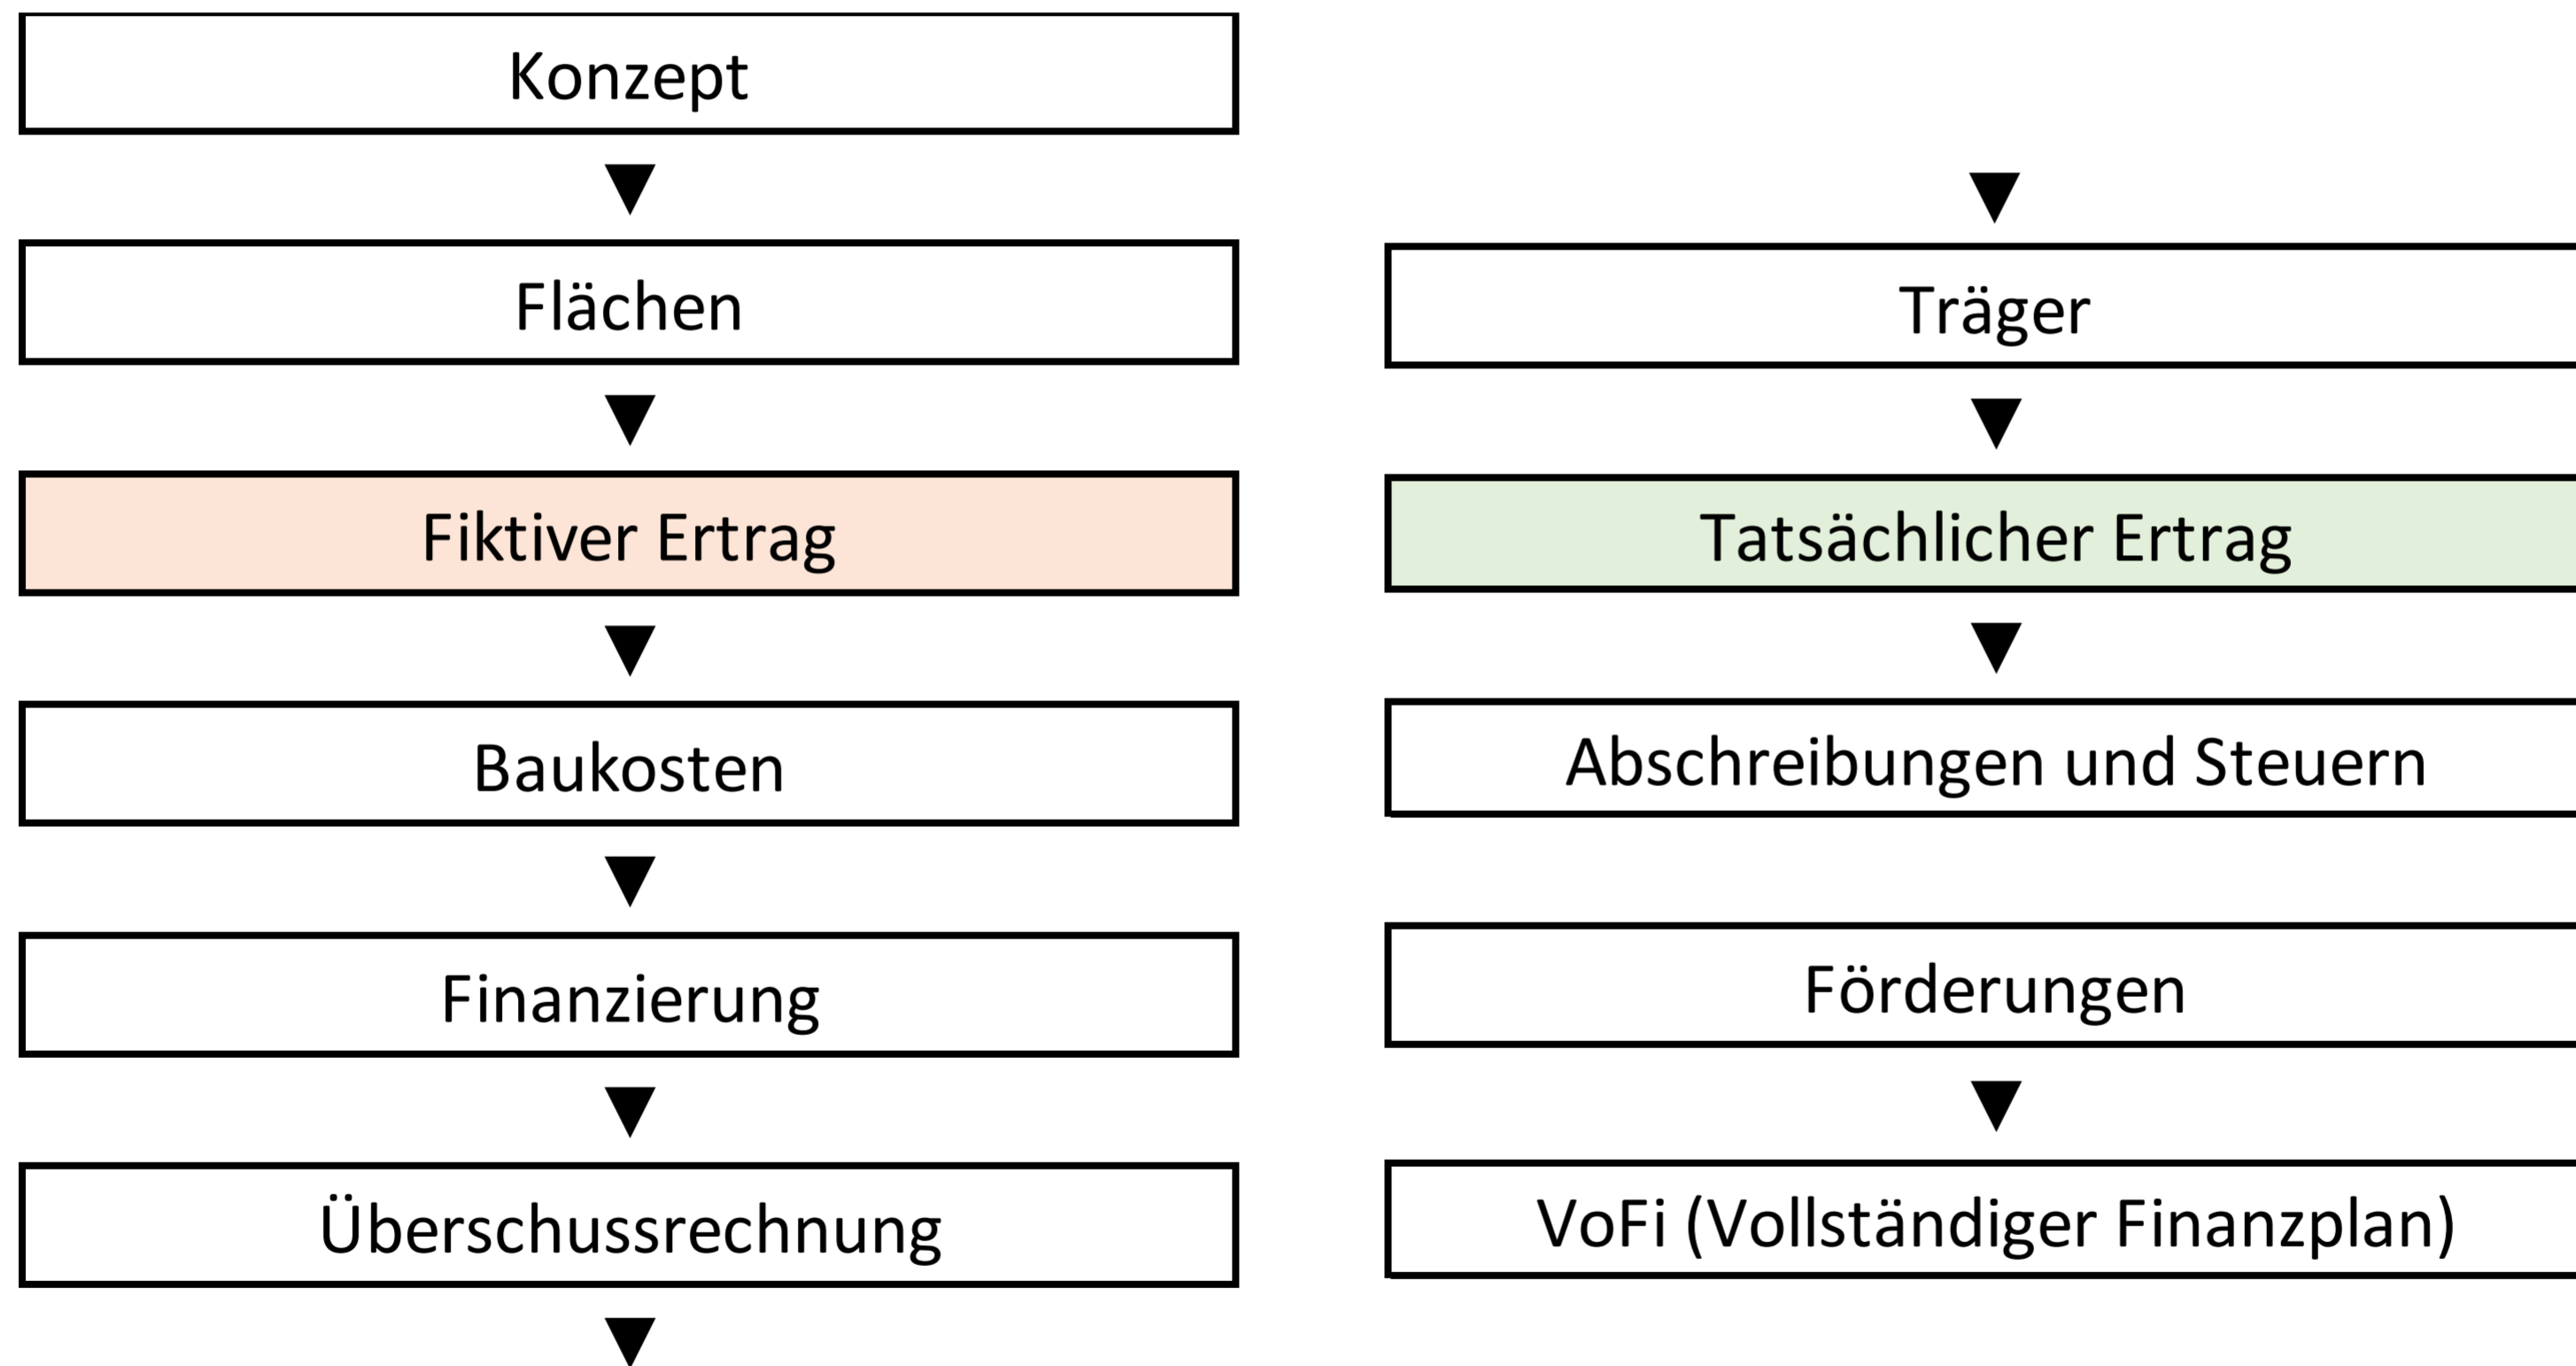 Konzept
Flächen
Fiktiver Ertrag
Baukosten
Finanzierung
Überschussrechnung
Träger
Tatsächlicher Ertrag
Abschreibungen und Steuern
Förderungen
VoFi (Vollständiger Finanzplan)